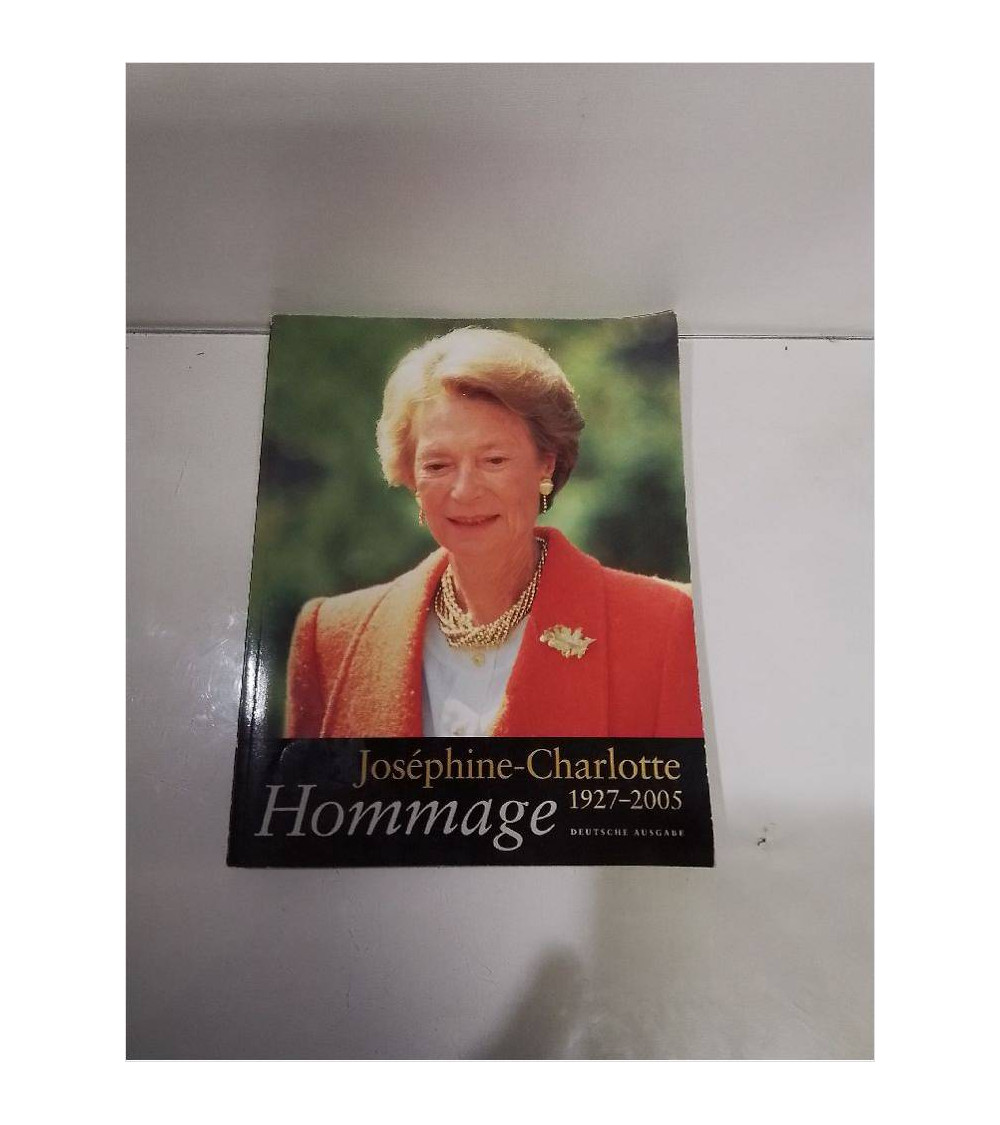 Joséphine-Charlotte
Hommage 1927–2005
DEUTSCHE AUSGABE